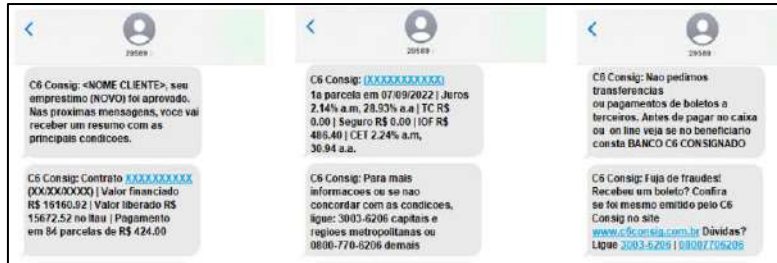 29589
C6 Consig: <NOME CLIENTE>, seu
emprestimo (NOVO) foi aprovado.
Nas proximas mensagens, voce vai
receber um resumo com as
principais condicoes.
C6 Consig: Contrato XXXXXXXXXX
(XX/XX/XXXX) | Valor financiado
R$ 16160.92 | Valor liberado R$
15672.52 no Itau | Pagamento
em 84 parcelas de R$ 424.00
29589
C6 Consig: (XXXXXXXXXXX)
1a parcela em 07/09/2022 | Juros
2.14% a.m, 28.93% a.a | TC R$
0.00 | Seguro R$ 0.00 | IOF R$
486.40 | CET 2.24% a.m,
30.94 a.a.
C6 Consig: Para mais
informacoes ou se nao
concordar com as condicoes,
ligue: 3003-6206 capitais e
regioes metropolitanas ou
0800-770-6206 demais
29589
C6 Consig: Nao pedimos
transferencias
ou pagamentos de boletos a
terceiros. Antes de pagar no caixa
ou on line veja se no beneficiario
consta BANCO C6 CONSIGNADO
C6 Consig: Fuja de fraudes!
Recebeu um boleto? Confira
se foi mesmo emitido pelo C6
Consig no site
www.c6consig.com.br Dúvidas?
Ligue 3003-6206 | 08007706206